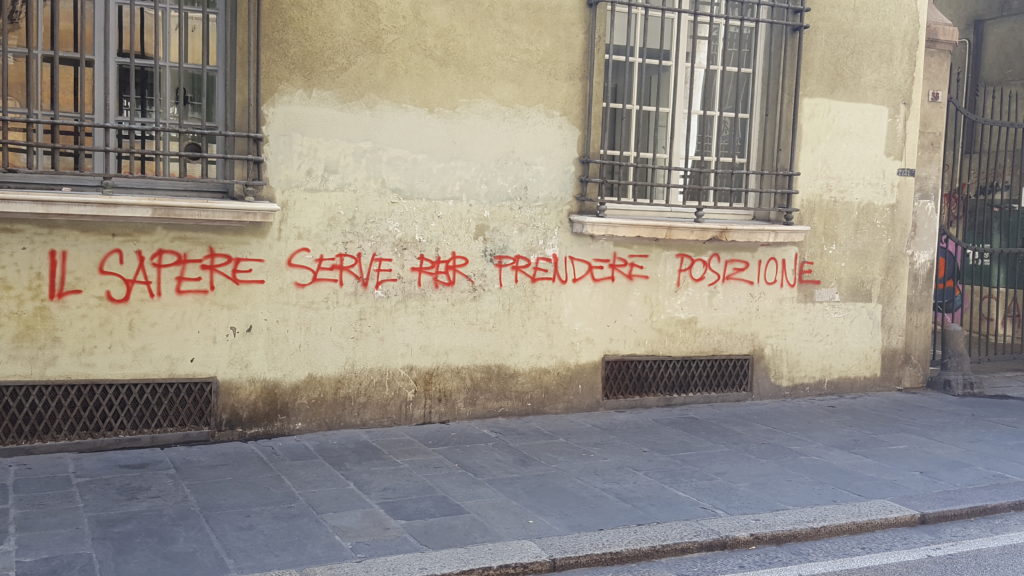 IL SAPERE SERVE PER PRENDERE POSIZIONE